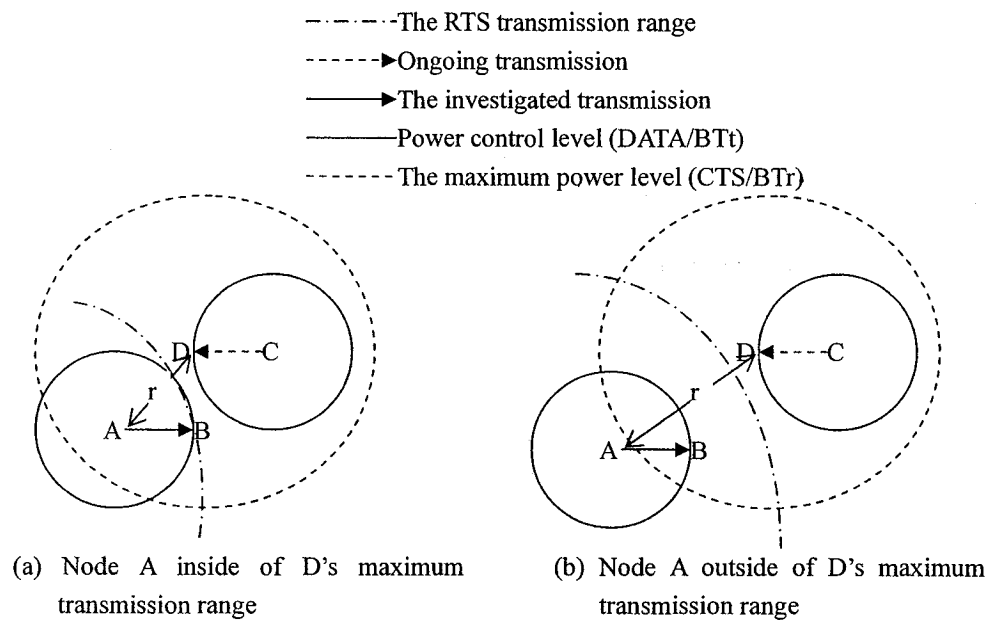 The RTS transmission range
Ongoing transmission
The investigated transmission
Power control level (DATA/BTt)
The maximum power level (CTS/BTr)
D C
r
A B
D C
r
A B
(a) Node A inside of D's maximum
transmission range
(b) Node A outside of D's maximum
transmission range